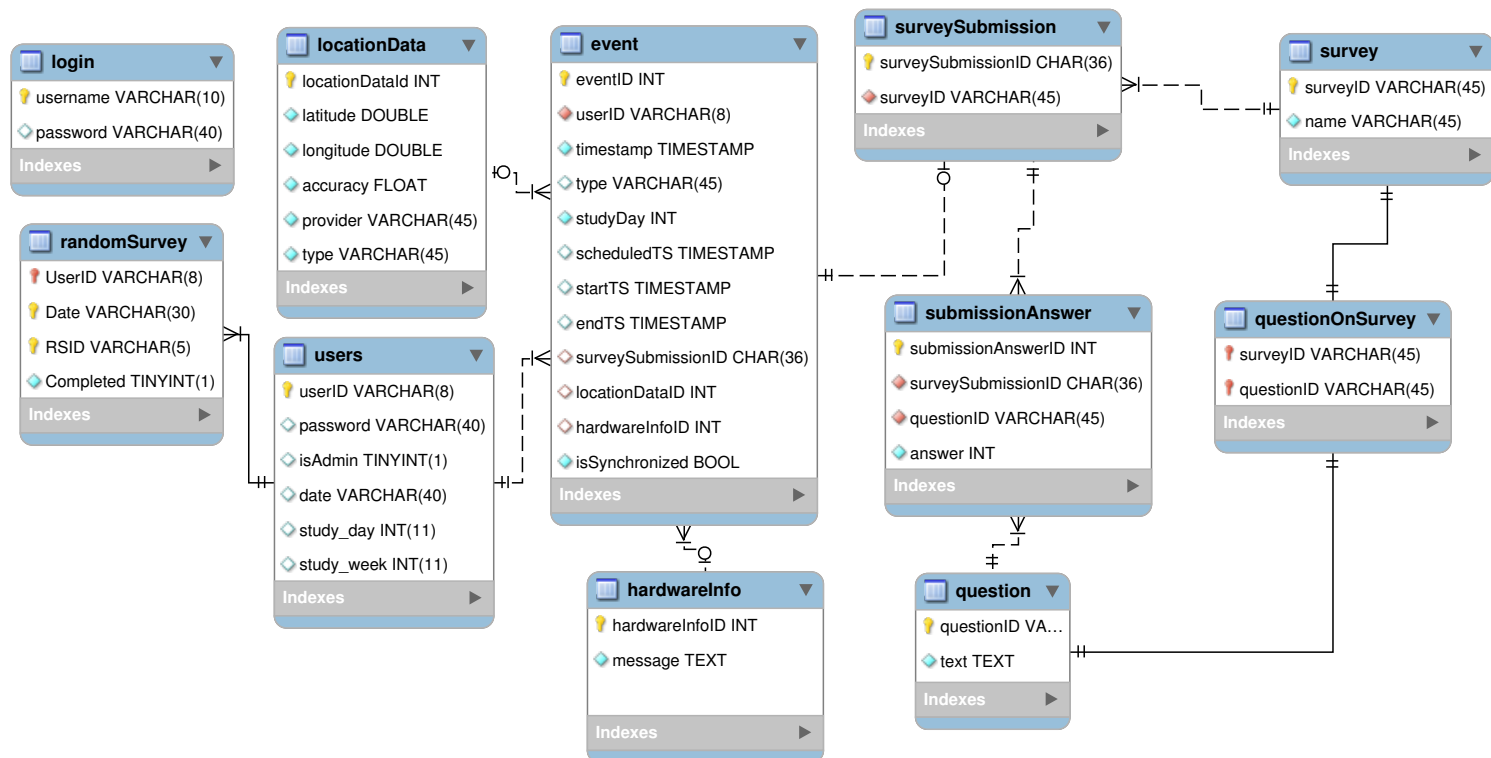 login
username VARCHAR(10)
password VARCHAR(40)
Indexes
locationData
locationDataId INT
latitude DOUBLE
longitude DOUBLE
accuracy FLOAT
provider VARCHAR(45)
type VARCHAR(45)
Indexes
event
eventID INT
userID VARCHAR(8)
timestamp TIMESTAMP
type VARCHAR(45)
studyDay INT
scheduledTS TIMESTAMP
startTS TIMESTAMP
endTS TIMESTAMP
surveySubmissionID CHAR(36)
locationDataID INT
hardwareInfoID INT
isSynchronized BOOL
Indexes
surveySubmission
surveySubmissionID CHAR(36)
surveyID VARCHAR(45)
Indexes
survey
surveyID VARCHAR(45)
name VARCHAR(45)
Indexes
randomSurvey
UserID VARCHAR(8)
Date VARCHAR(30)
RSID VARCHAR(5)
Completed TINYINT(1)
Indexes
users
userID VARCHAR(8)
password VARCHAR(40)
isAdmin TINYINT(1)
date VARCHAR(40)
study_day INT(11)
study_week INT(11)
Indexes
submissionAnswer
submissionAnswerID INT
surveySubmissionID CHAR(36)
questionID VARCHAR(45)
answer INT
Indexes
questionOnSurvey
surveyID VARCHAR(45)
questionID VARCHAR(45)
Indexes
hardwareInfo
hardwareInfoID INT
message TEXT
Indexes
question
questionID VA...
text TEXT
Indexes